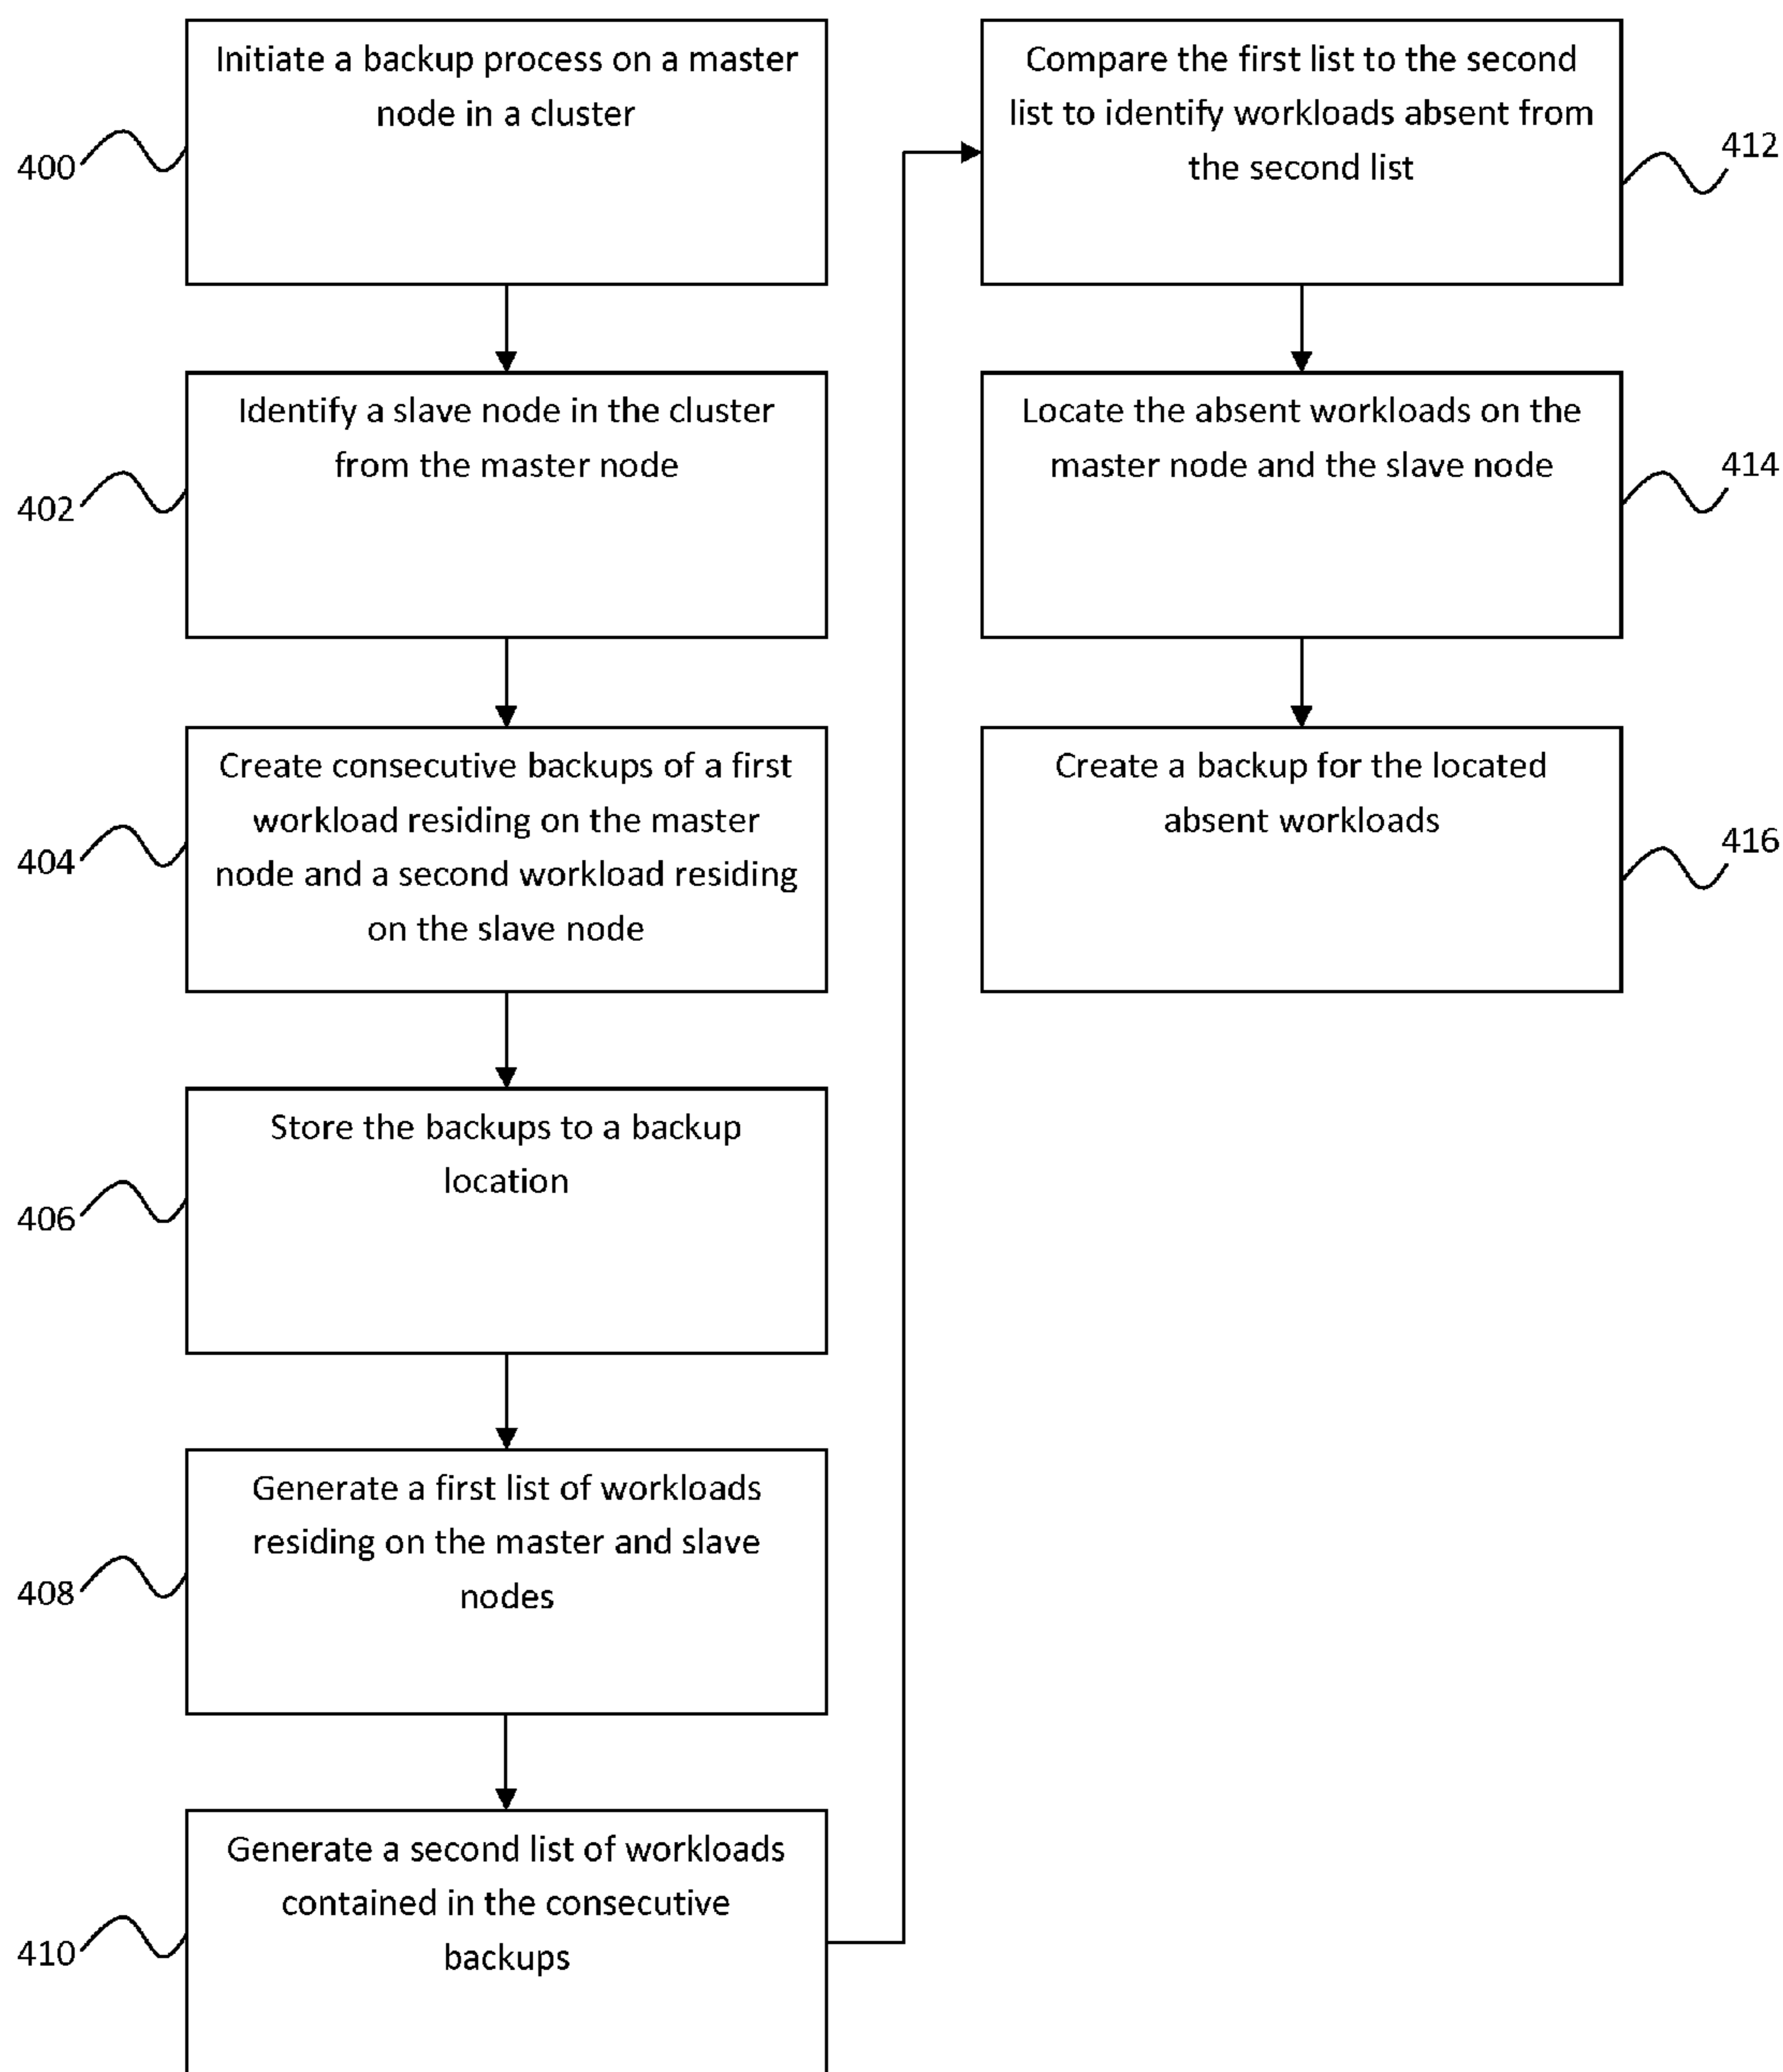 Initiate a backup process on a master
node in a cluster
400
Identify a slave node in the cluster
from the master node
402
Create consecutive backups of a first
workload residing on the master
node and a second workload residing
on the slave node
404
Store the backups to a backup
location
406
Generate a first list of workloads
residing on the master and slave
nodes
408
Generate a second list of workloads
contained in the consecutive
backups
410
Compare the first list to the second
list to identify workloads absent from
the second list
412
Locate the absent workloads on the
master node and the slave node
414
Create a backup for the located
absent workloads
416